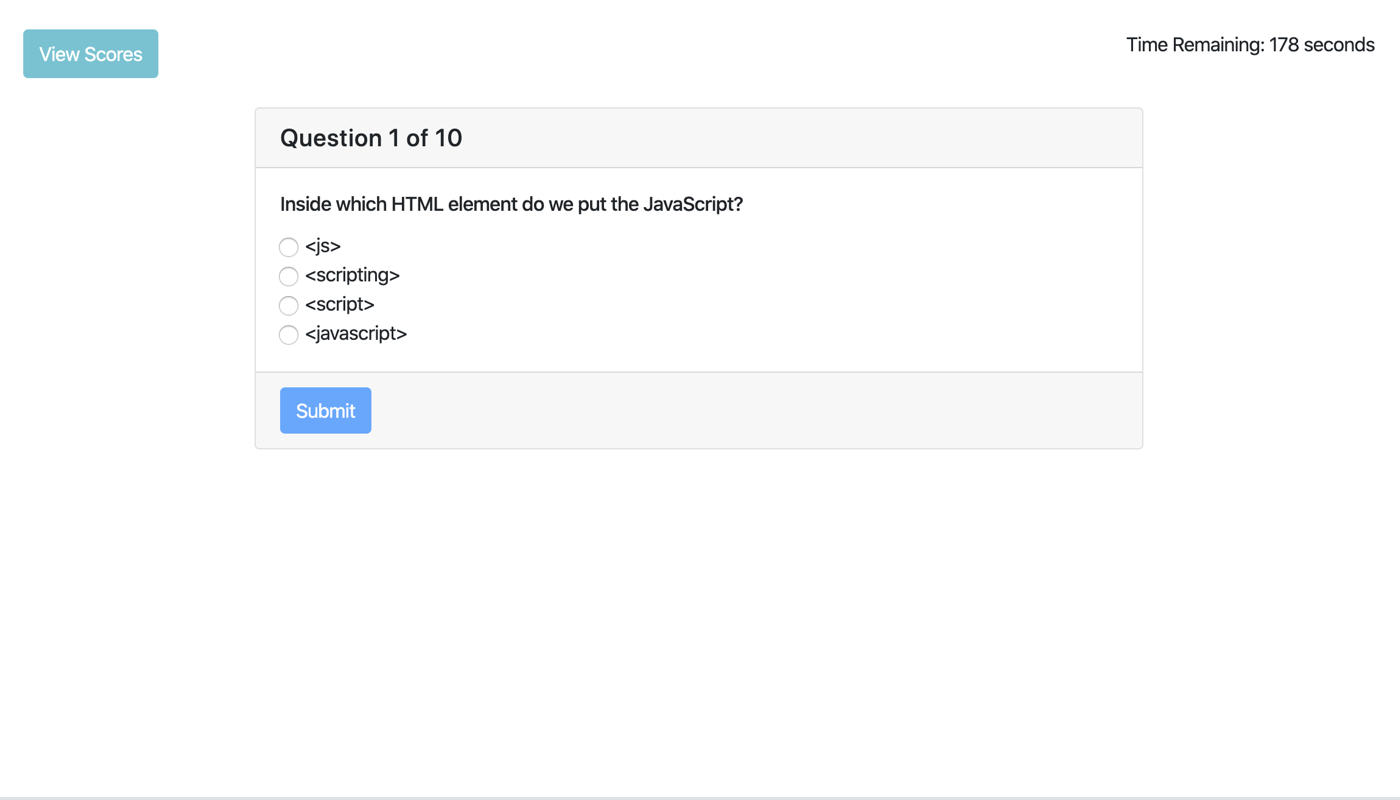 View Scores
Time Remaining: 178 seconds
Question 1 of 10
Inside which HTML element do we put the JavaScript?
<js>
<scripting>
<script>
<javascript>
Submit